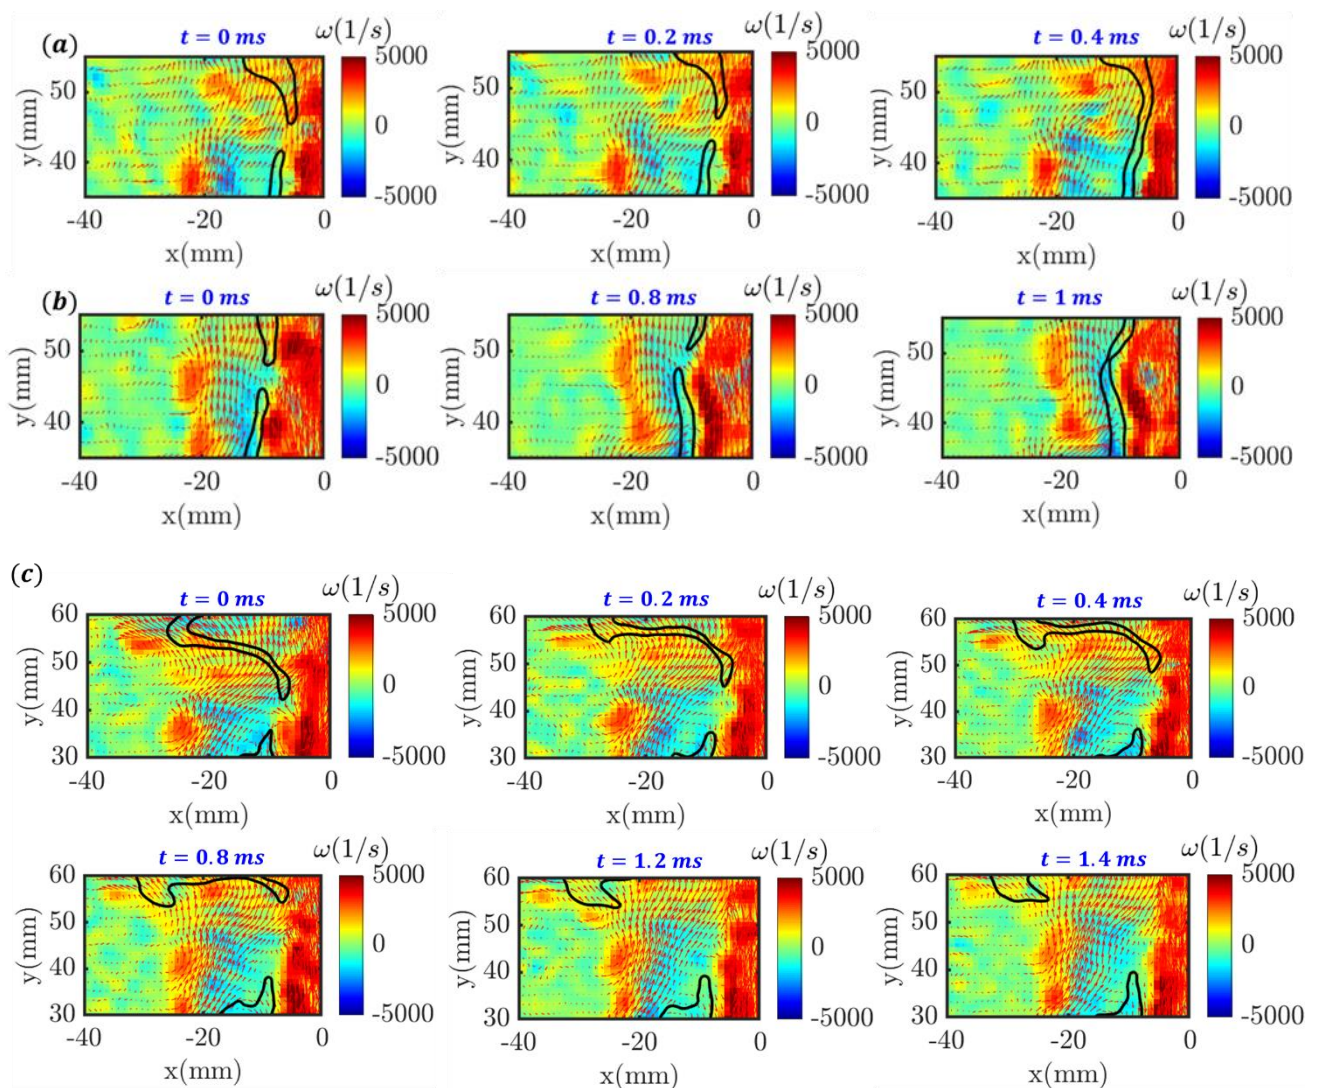 (a)
t = 0 ms ω(1/s) t = 0.2 ms ω(1/s) t = 0.4 ms ω(1/s)
5000 5000 5000
50 50 50
y(mm) 0 y(mm) 0 y(mm) 0
40 40 40
-5000 -5000 -5000
-40 -20 0 -40 -20 0 -40 -20 0
x(mm) x(mm) x(mm)
(b)
t = 0 ms ω(1/s) t = 0.8 ms ω(1/s) t = 1 ms ω(1/s)
5000 5000 5000
50 50 50
y(mm) 0 y(mm) 0 y(mm) 0
40 40 40
-5000 -5000 -5000
-40 -20 0 -40 -20 0 -40 -20 0
x(mm) x(mm) x(mm)
(c)
t = 0 ms ω(1/s) t = 0.2 ms ω(1/s) t = 0.4 ms ω(1/s)
60 5000 60 5000 60 5000
50 50 50
y(mm) 0 y(mm) 0 y(mm) 0
40 40 40
30 -5000 30 -5000 30 -5000
-40 -20 0 -40 -20 0 -40 -20 0
x(mm) x(mm) x(mm)
t = 0.8 ms ω(1/s) t = 1.2 ms ω(1/s) t = 1.4 ms ω(1/s)
60 5000 60 5000 60 5000
50 50 50
y(mm) 0 y(mm) 0 y(mm) 0
40 40 40
30 -5000 30 -5000 30 -5000
-40 -20 0 -40 -20 0 -40 -20 0
x(mm) x(mm) x(mm)